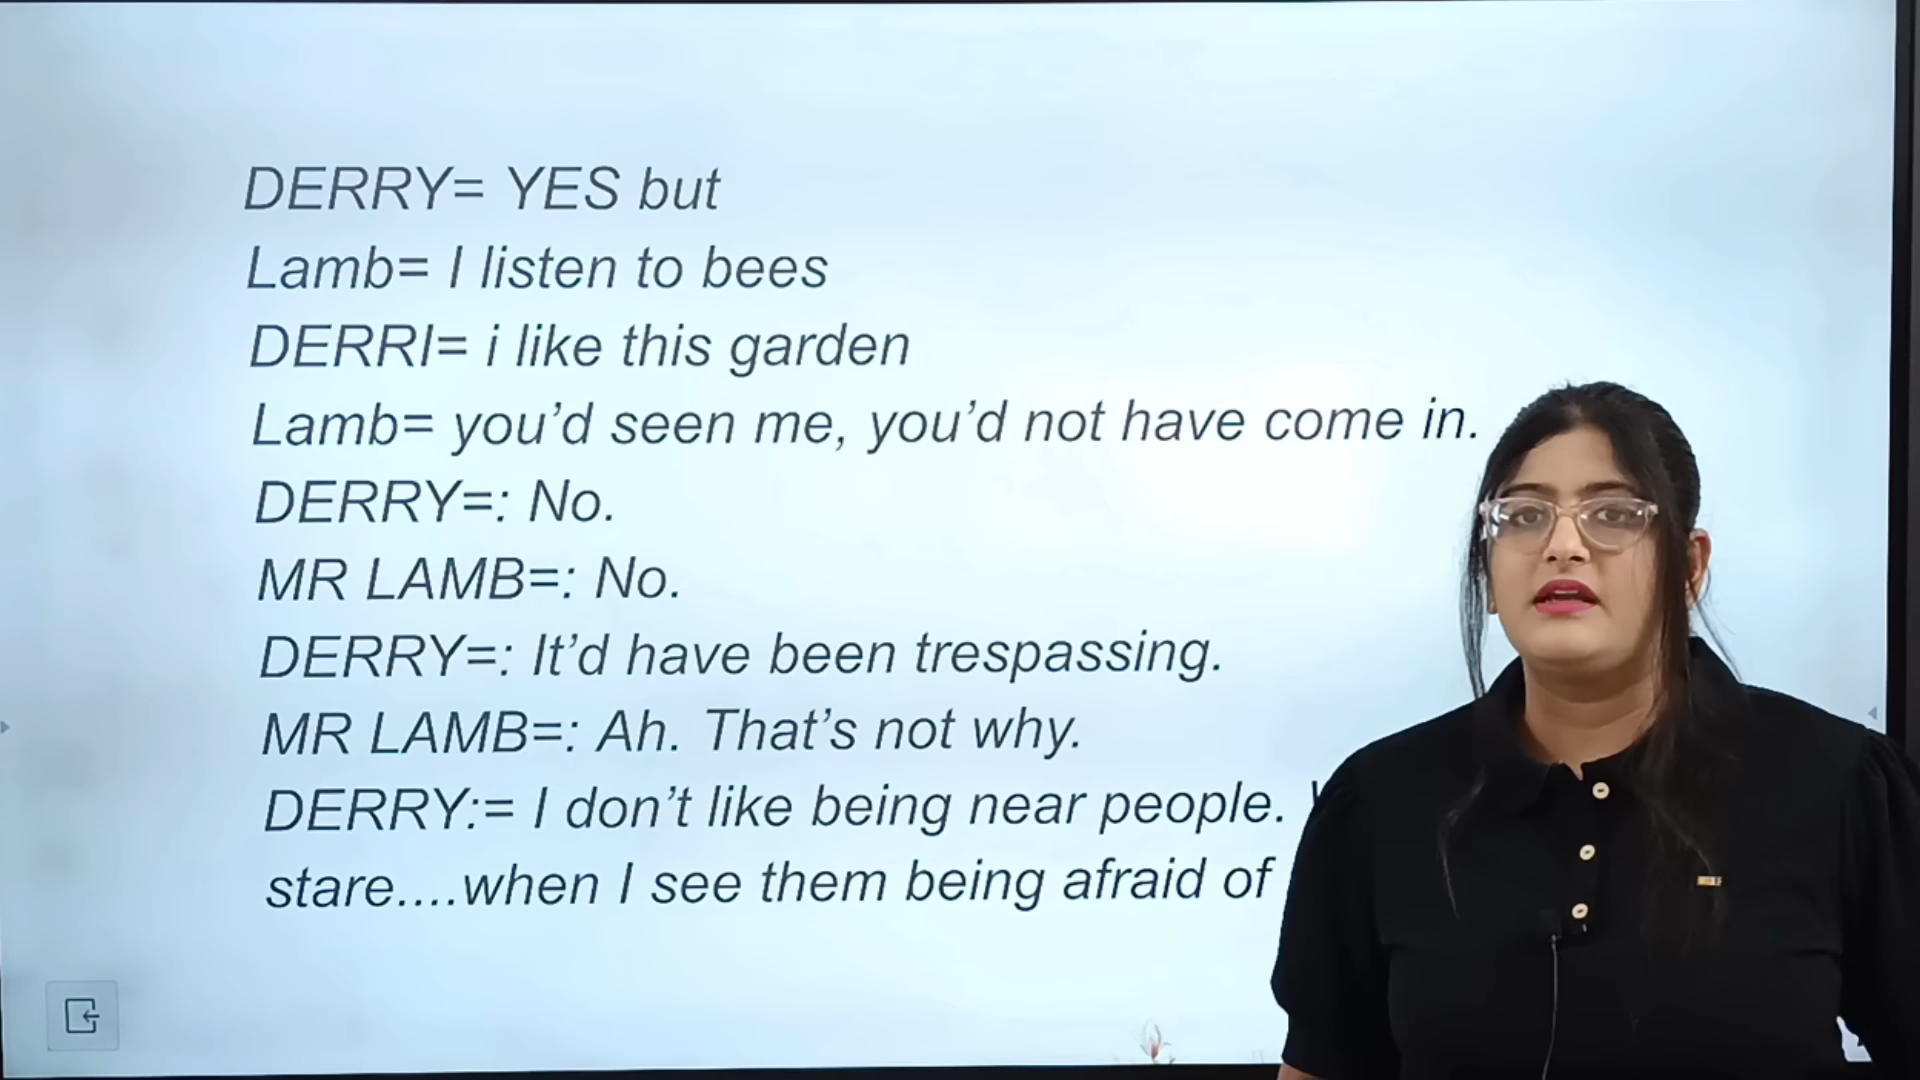 DERRY= YES but
Lamb= I listen to bees
DERRI= i like this garden
Lamb= you’d seen me, you’d not have come in.
DERRY=: No.
MR LAMB=: No.
DERRY=: It’d have been trespassing.
MR LAMB=: Ah. That’s not why.
DERRY:= I don’t like being near people.
stare....when I see them being afraid of